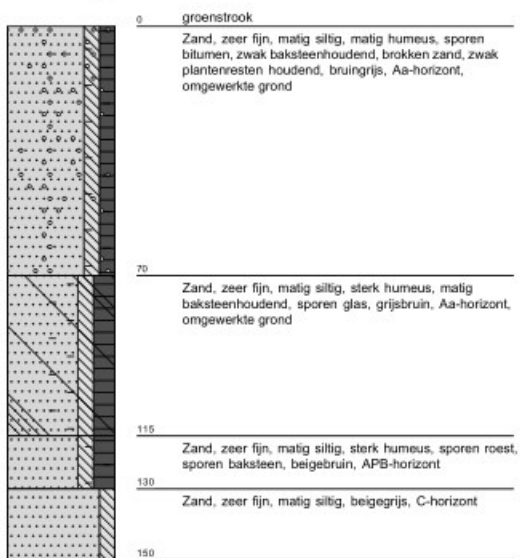 0
groenstrook
Zand, zeer fijn, matig siltig, matig humeus, sporen
bitumen, zwak baksteenhoudend, brokken zand, zwak
plantenresten houdend, bruingrijs, Aa-horizont,
omgewerkte grond
70
Zand, zeer fijn, matig siltig, sterk humeus, matig
baksteenhoudend, sporen glas, grijsbruin, Aa-horizont,
omgewerkte grond
115
Zand, zeer fijn, matig siltig, sterk humeus, sporen roest,
sporen baksteen, beigebruin, APB-horizont
130
Zand, zeer fijn, matig siltig, beigegrijs, C-horizont
150